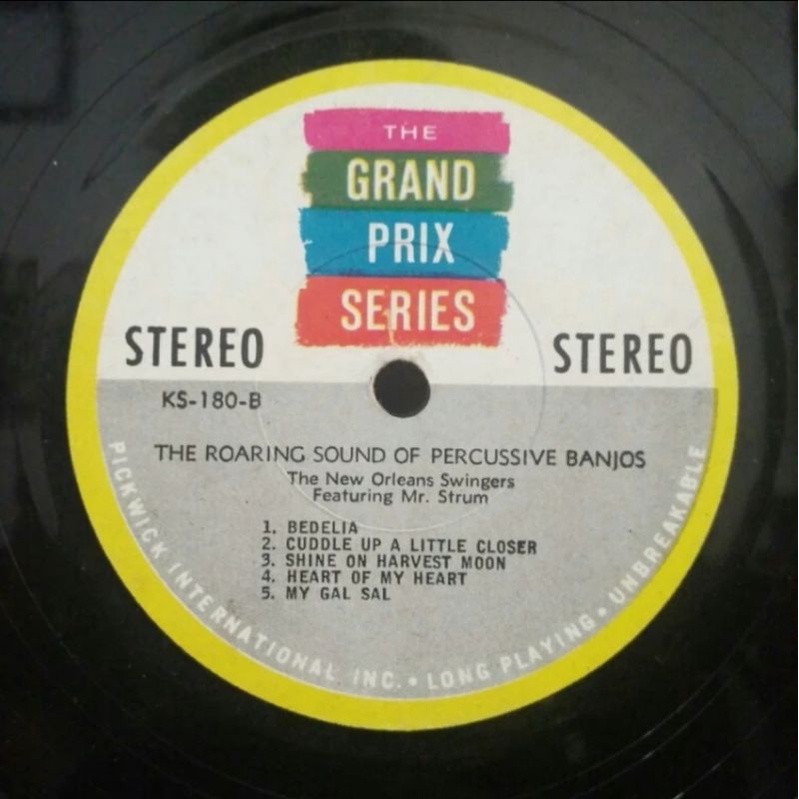 THE
GRAND
PRIX
SERIES
STEREO
STEREO
KS-180-B
THE ROARING SOUND OF PERCUSSIVE BANJOS
The New Orleans Swingers
Featuring Mr. Strum
1. BEDELIA
2. CUDDLE UP A LITTLE CLOSER
3. SHINE ON HARVEST MOON
4. HEART OF MY HEART
5. MY GAL SAL
PICKWICK INTERNATIONAL INC. • LONG PLAYING • UNBREAKABLE